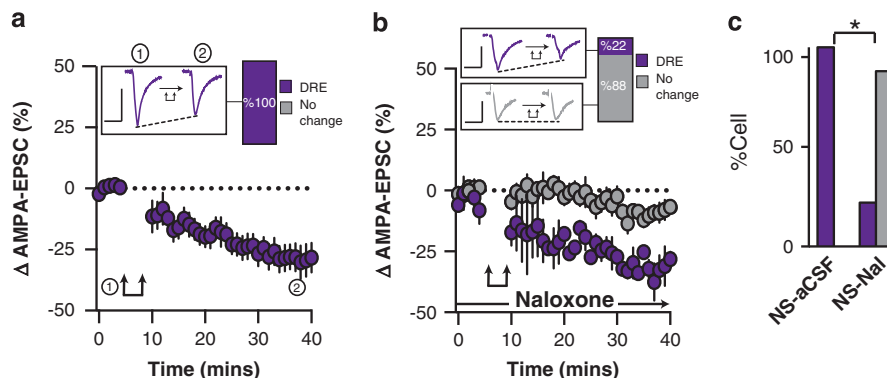 a
1
2
%100
DRE
No change
Δ AMPA-EPSC (%)
50
25
0
-25
-50
1
2
0
10
20
30
40
Time (mins)
b
%22
%88
DRE
No change
Δ AMPA-EPSC (%)
50
25
0
-25
-50
Naloxone
0
10
20
30
40
Time (mins)
c
*
%Cell
100
50
0
NS-aCSF
NS-Nal